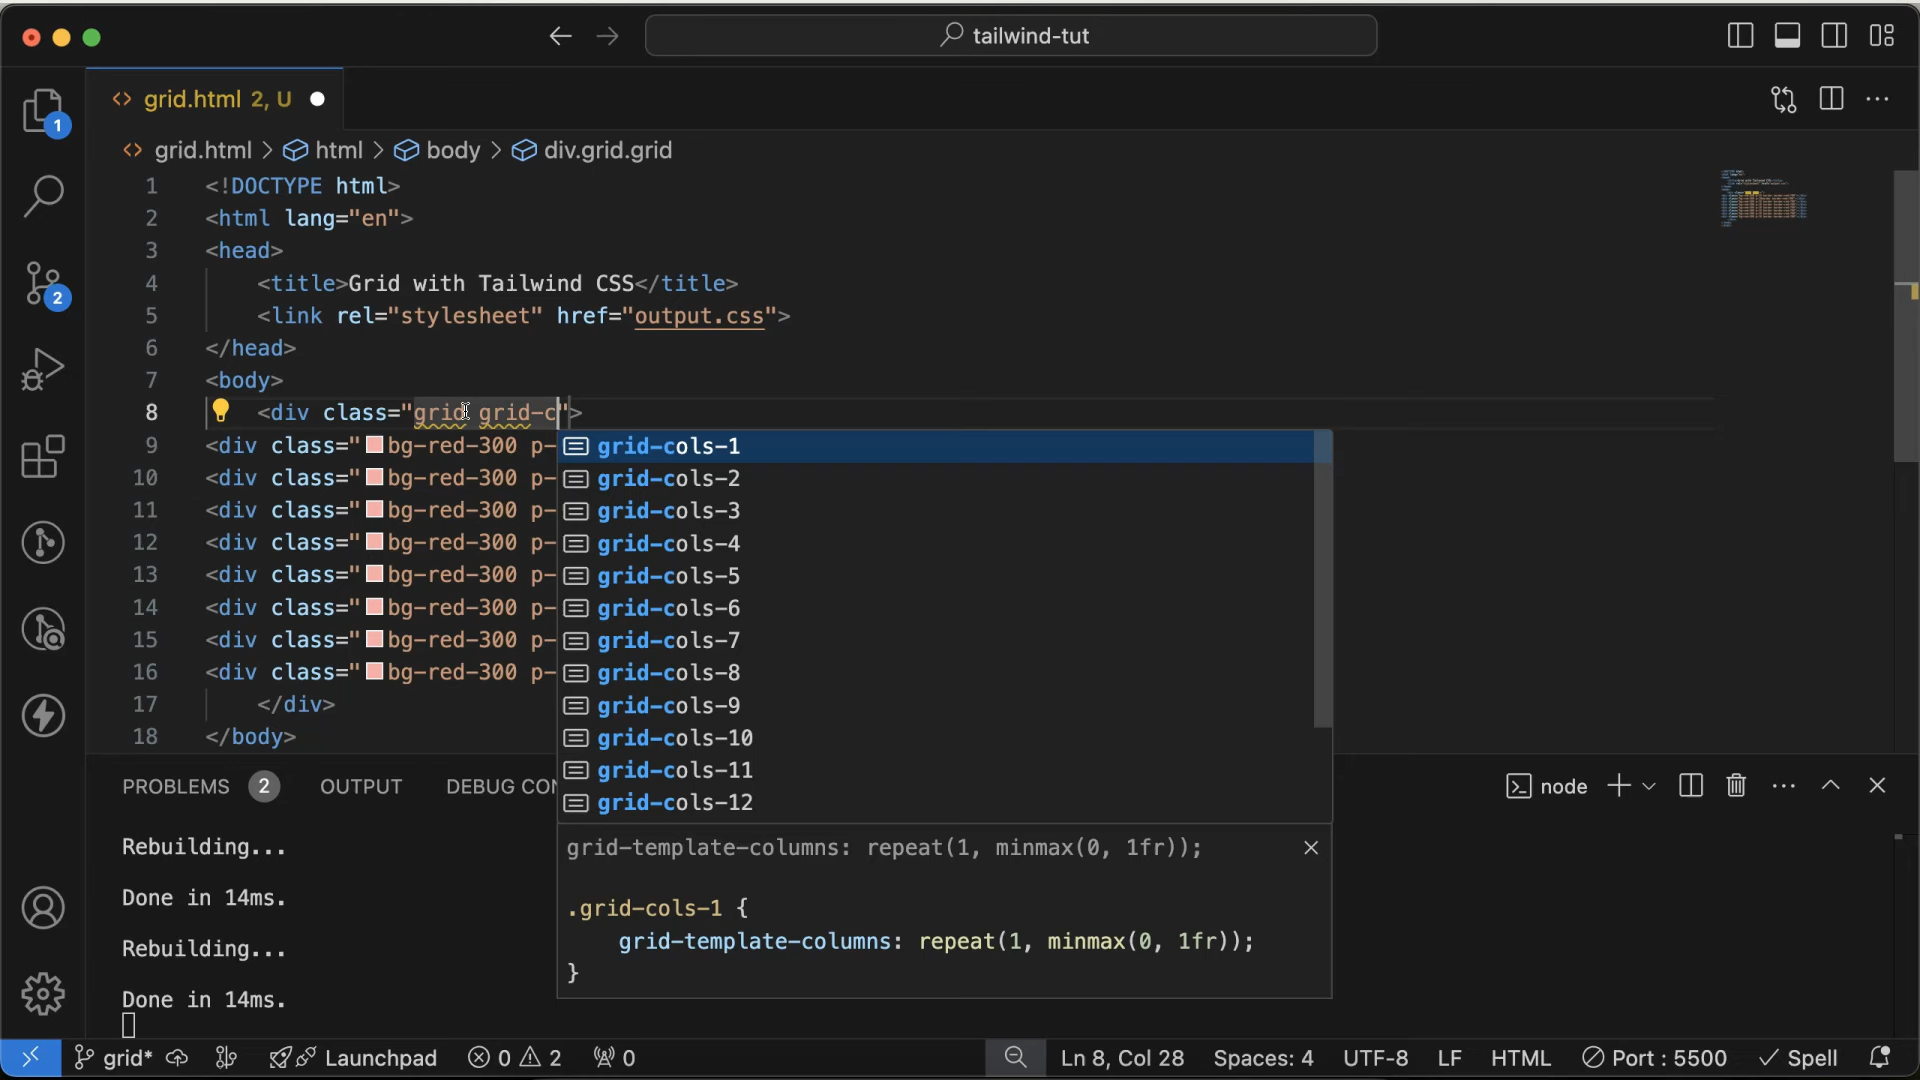 tailwind-tut
grid.html 2, U
grid.html > html > body > div.grid.grid
1 <!DOCTYPE html>
2 <html lang="en">
3 <head>
4 <title>Grid with Tailwind CSS</title>
5 <link rel="stylesheet" href="output.css">
6 </head>
7 <body>
8 <div class="grid grid-c">
9 <div class="bg-red-300 p-
10 <div class="bg-red-300 p-
11 <div class="bg-red-300 p-
12 <div class="bg-red-300 p-
13 <div class="bg-red-300 p-
14 <div class="bg-red-300 p-
15 <div class="bg-red-300 p-
16 <div class="bg-red-300 p-
17 </div>
18 </body>
grid-cols-1
grid-cols-2
grid-cols-3
grid-cols-4
grid-cols-5
grid-cols-6
grid-cols-7
grid-cols-8
grid-cols-9
grid-cols-10
grid-cols-11
grid-cols-12
grid-template-columns: repeat(1, minmax(0, 1fr));
.grid-cols-1 {
grid-template-columns: repeat(1, minmax(0, 1fr));
}
1
2
PROBLEMS 2 OUTPUT DEBUG CON
node
Rebuilding...
Done in 14ms.
Rebuilding...
Done in 14ms.
grid* Launchpad 0 2 0 Ln 8, Col 28 Spaces: 4 UTF-8 LF HTML Port : 5500 Spell